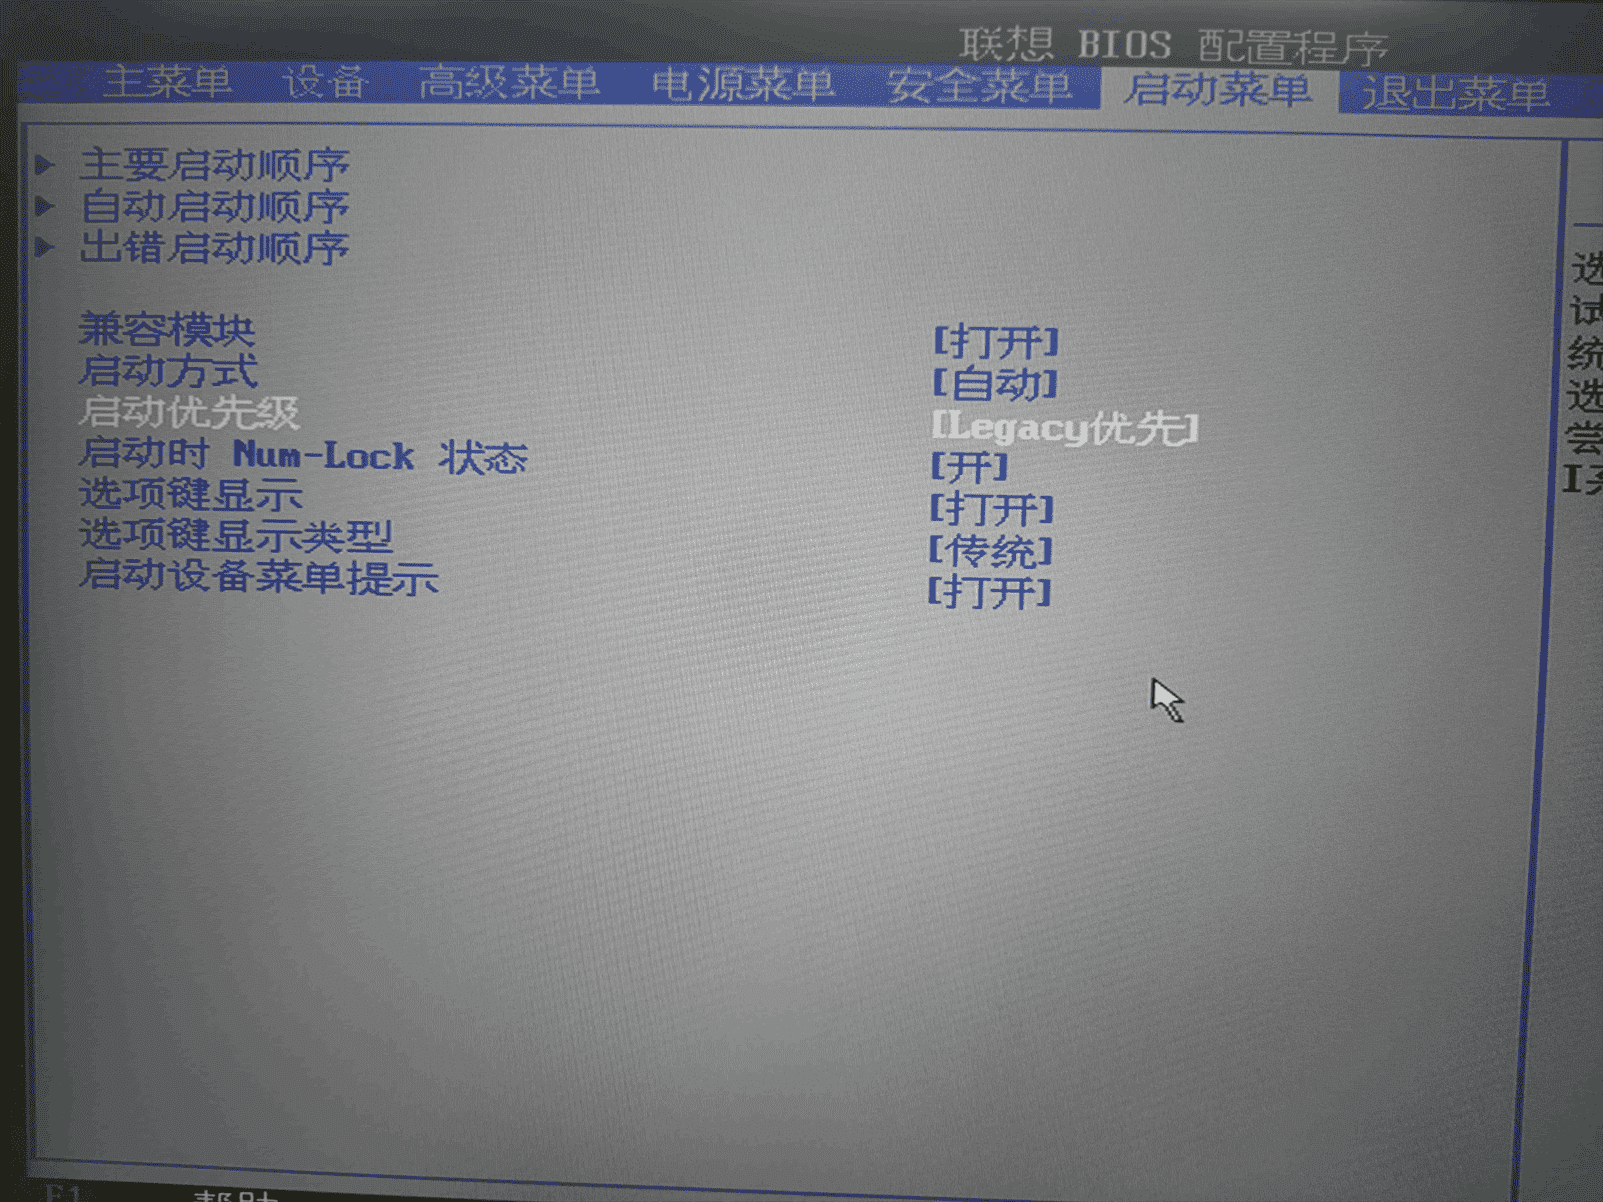 联想 BIOS 配置程序
主菜单 设备 高级菜单 电源菜单 安全菜单 启动菜单 退出菜单
主要启动顺序
自动启动顺序
出错启动顺序
兼容模块 [打开]
启动方式 [自动]
启动优先级 [Legacy优先]
启动时 Num-Lock 状态 [开]
选项键显示 [打开]
选项键显示类型 [传统]
启动设备菜单提示 [打开]
选
试
统
选
尝
F1 帮助